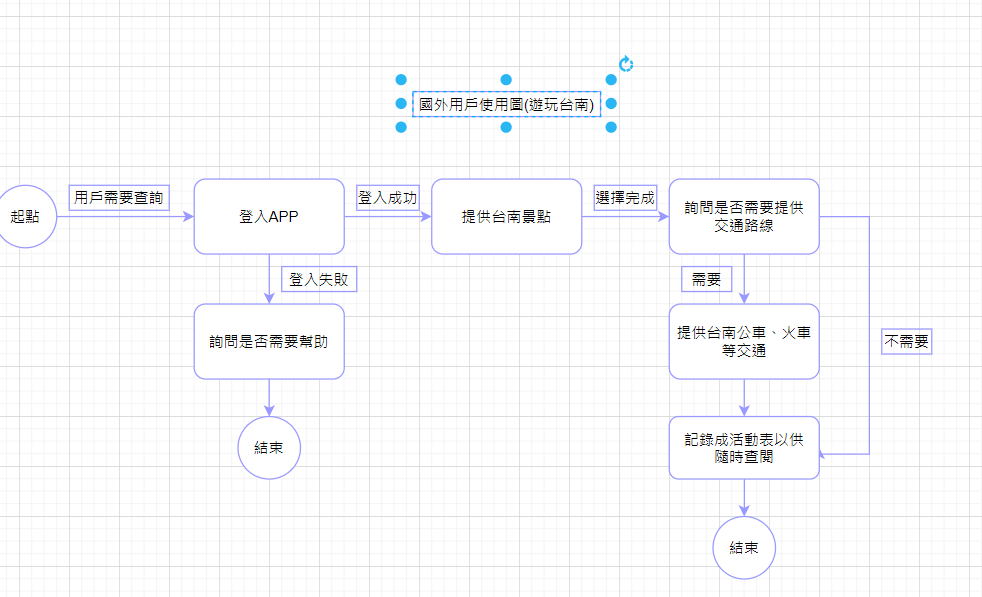 國外用戶使用圖(遊玩台南)
起點
用戶需要查詢
登入APP
登入成功
提供台南景點
選擇完成
詢問是否需要提供
交通路線
登入失敗
需要
詢問是否需要幫助
提供台南公車、火車
等交通
不需要
結束
記錄成活動表以供
隨時查閱
結束